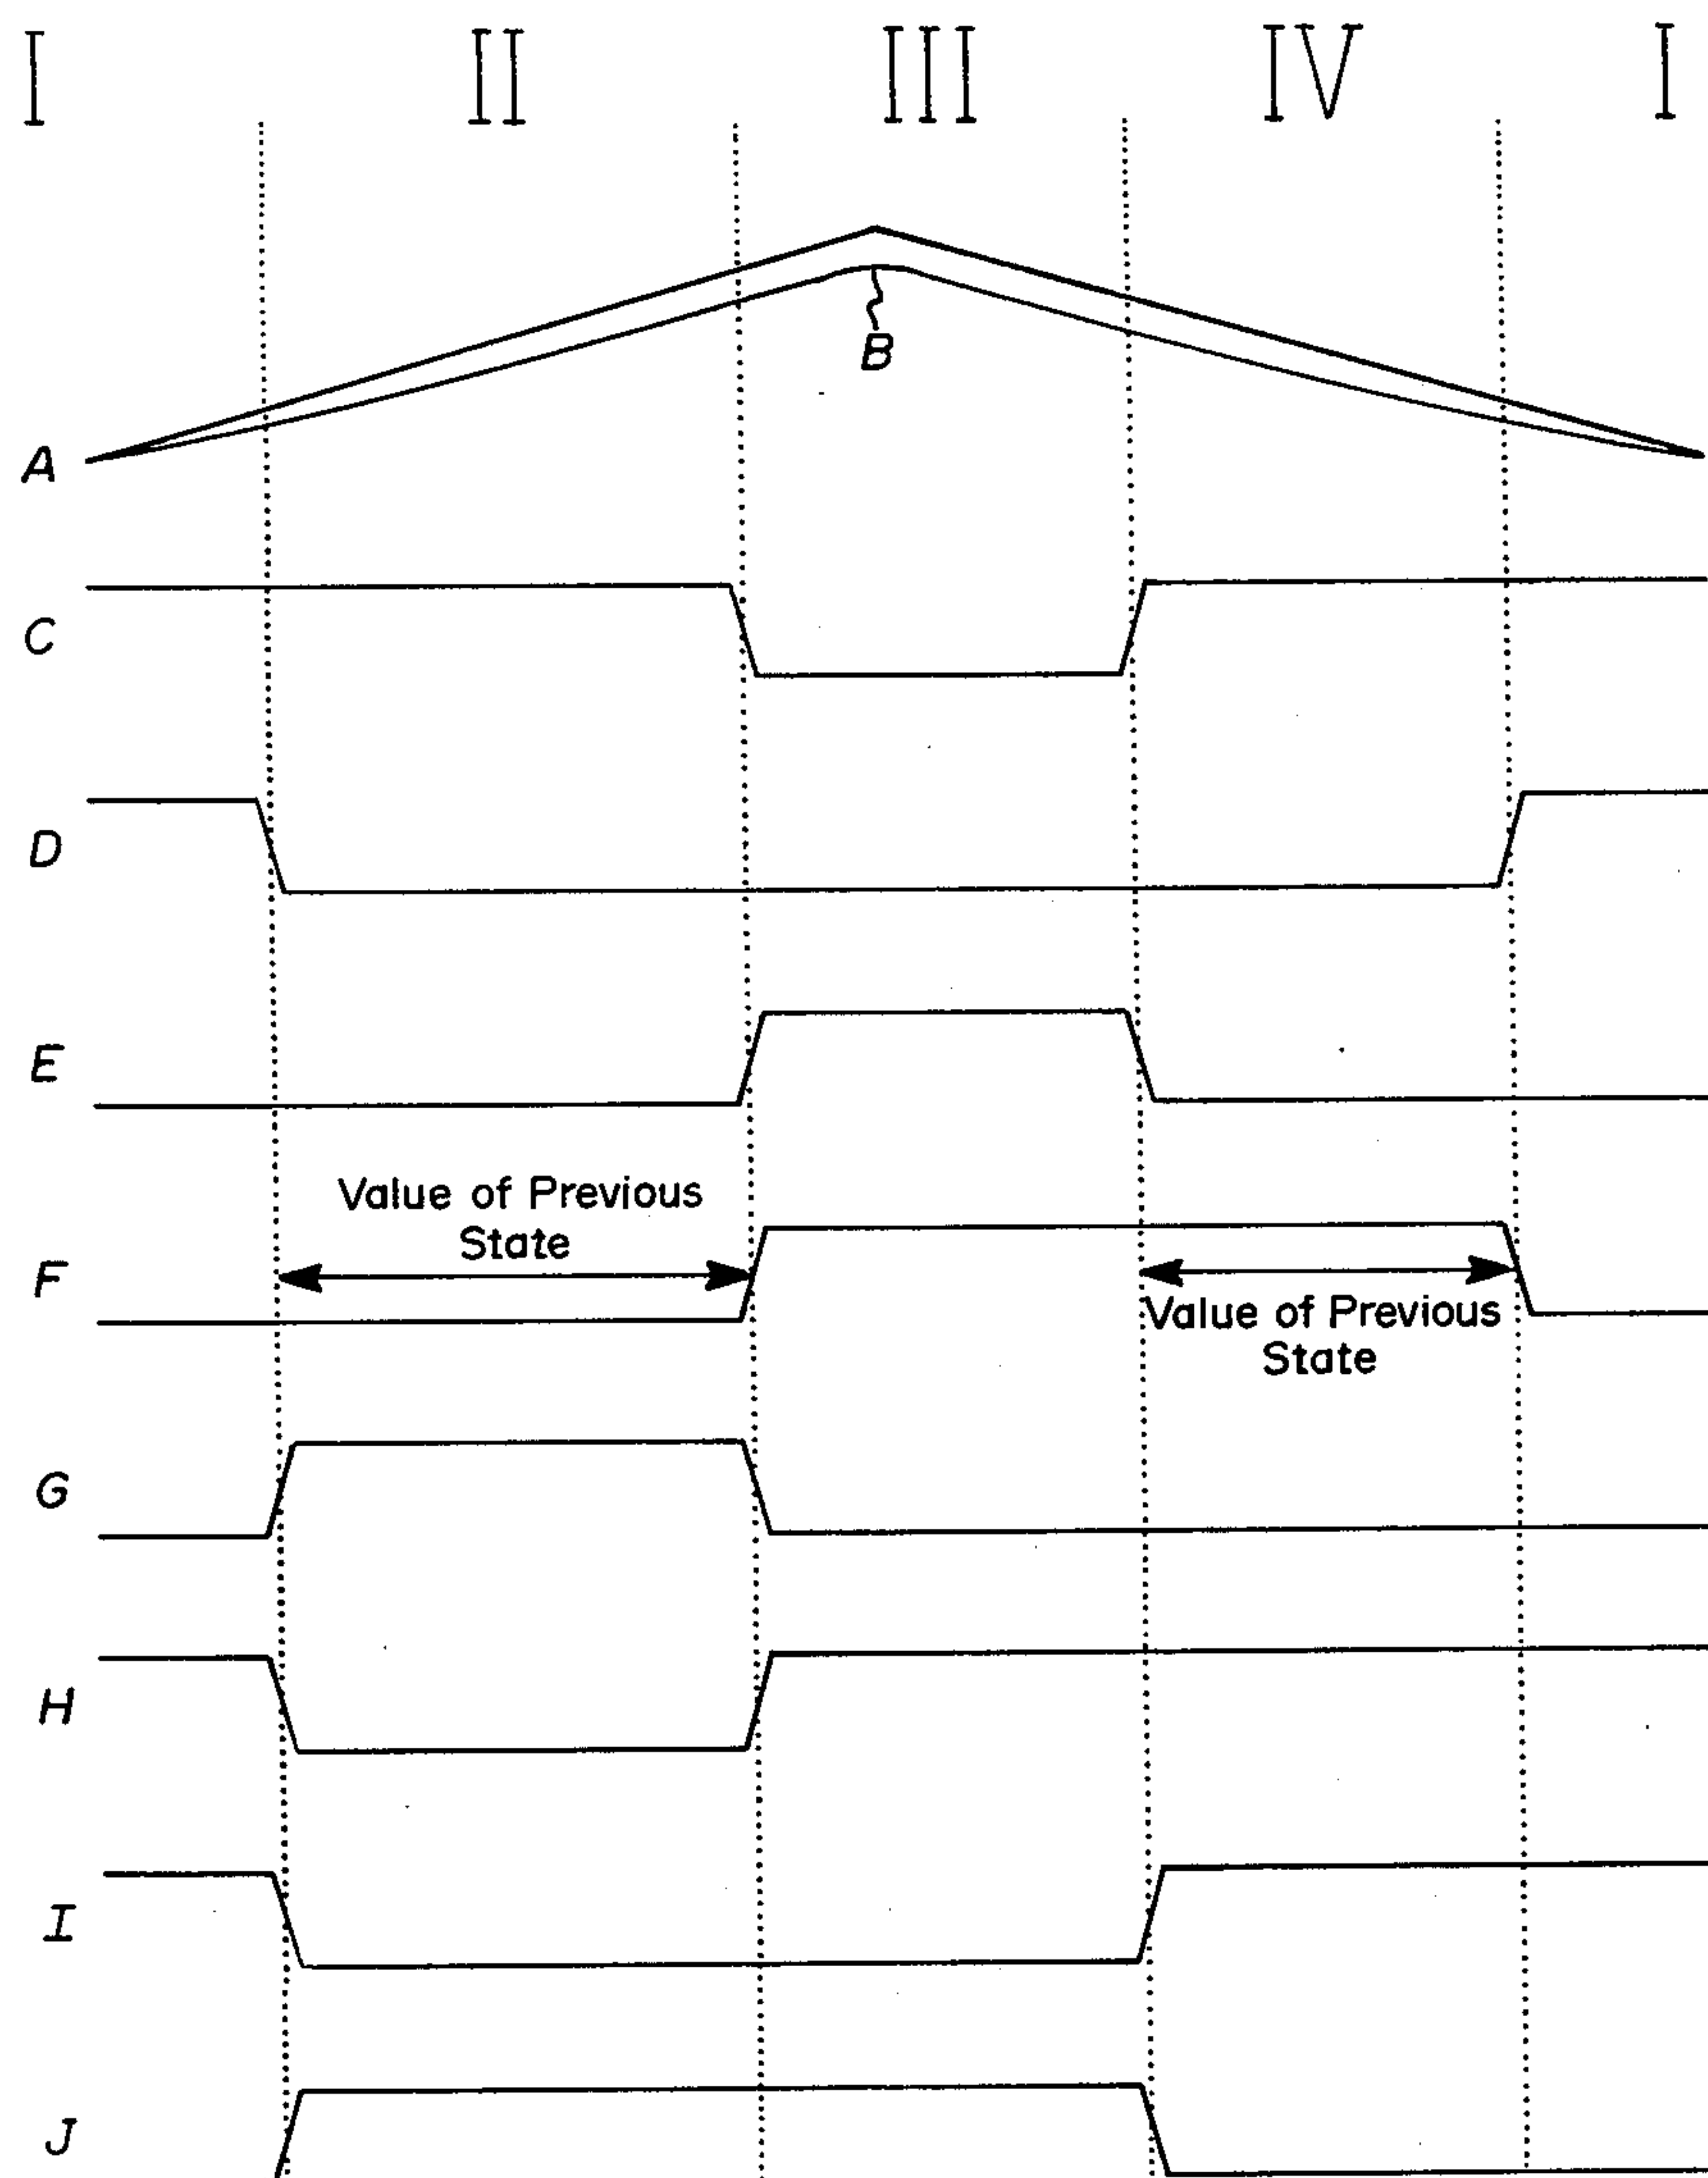 I II III IV I
B
A
C
D
E
Value of Previous
State
F
Value of Previous
State
G
H
I
J